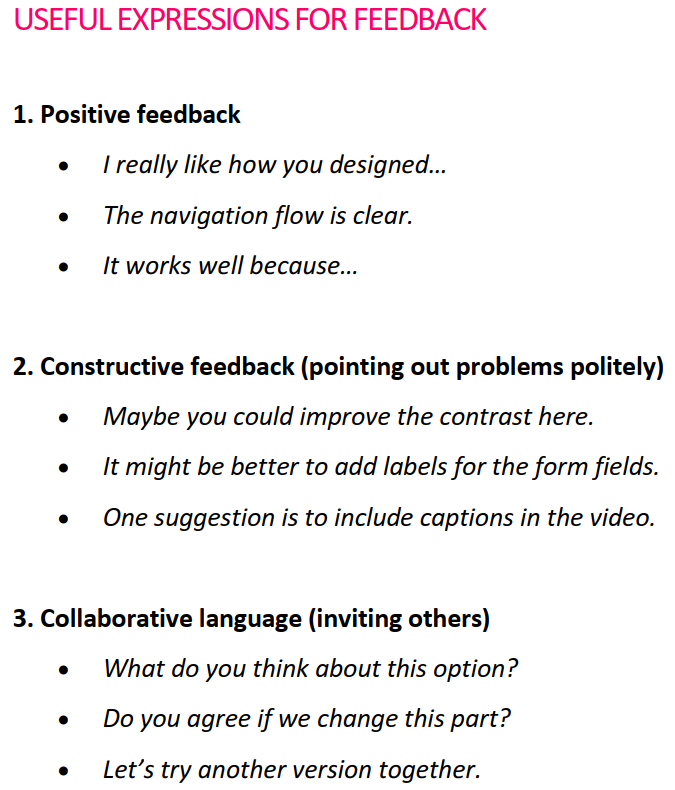 USEFUL EXPRESSIONS FOR FEEDBACK
1. Positive feedback
• I really like how you designed…
• The navigation flow is clear.
• It works well because…
2. Constructive feedback (pointing out problems politely)
• Maybe you could improve the contrast here.
• It might be better to add labels for the form fields.
• One suggestion is to include captions in the video.
3. Collaborative language (inviting others)
• What do you think about this option?
• Do you agree if we change this part?
• Let’s try another version together.